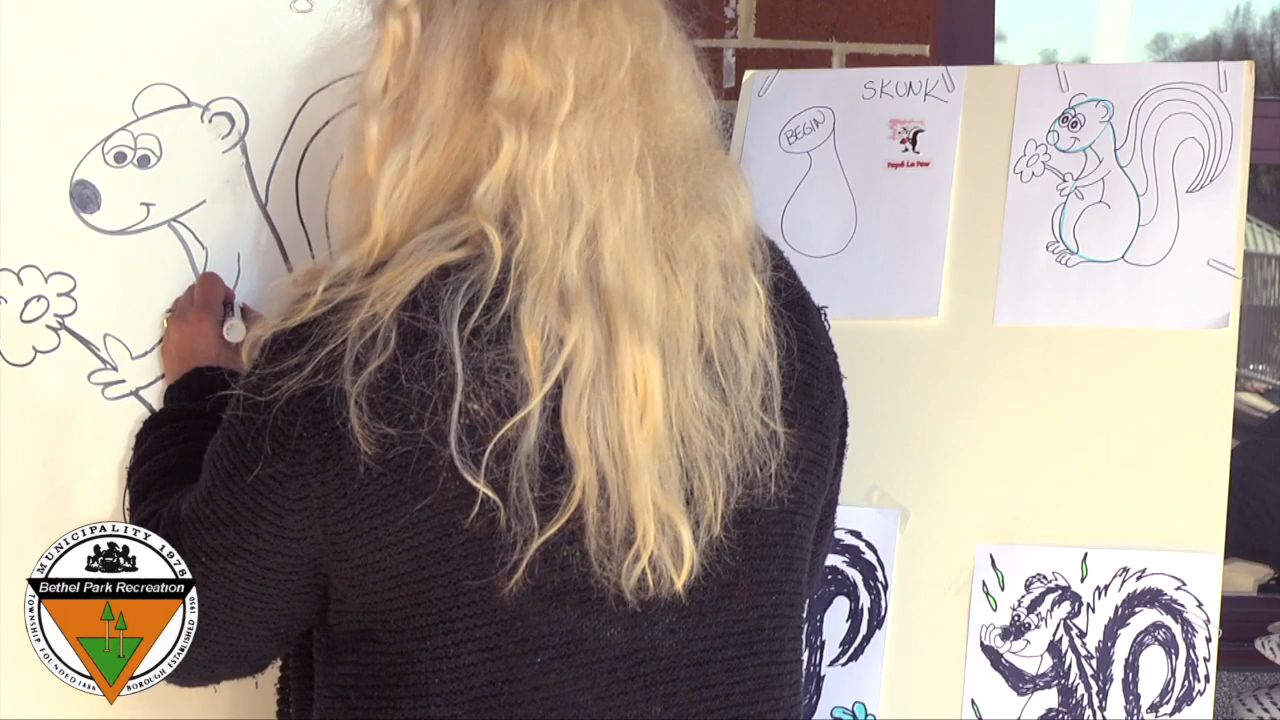 SKUNK
BEGIN
Pepé Le Pew
MUNICIPALITY 1978
Bethel Park Recreation
TOWNSHIP FOUNDED 1886
BOROUGH ESTABLISHED 1950